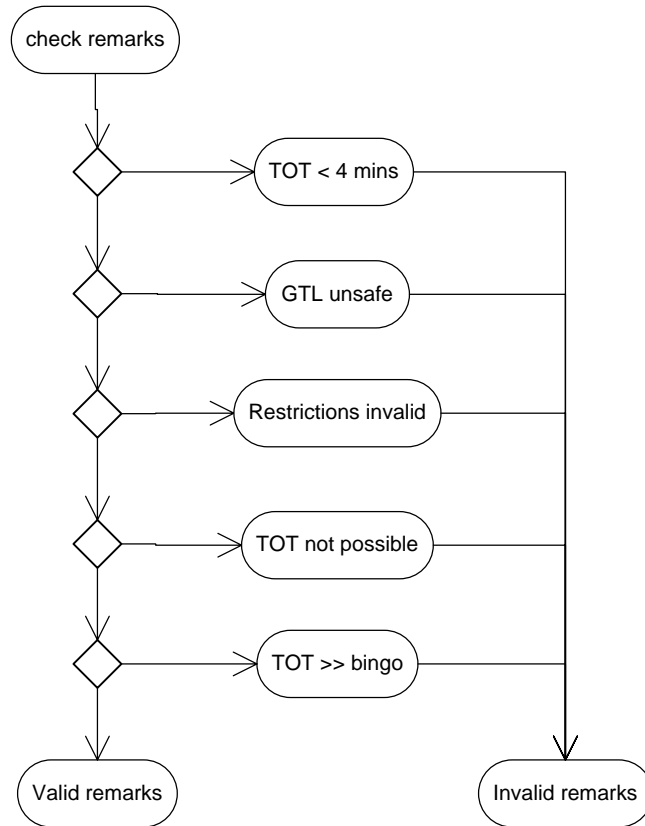 check remarks
TOT < 4 mins
GTL unsafe
Restrictions invalid
TOT not possible
TOT >> bingo
Valid remarks
Invalid remarks